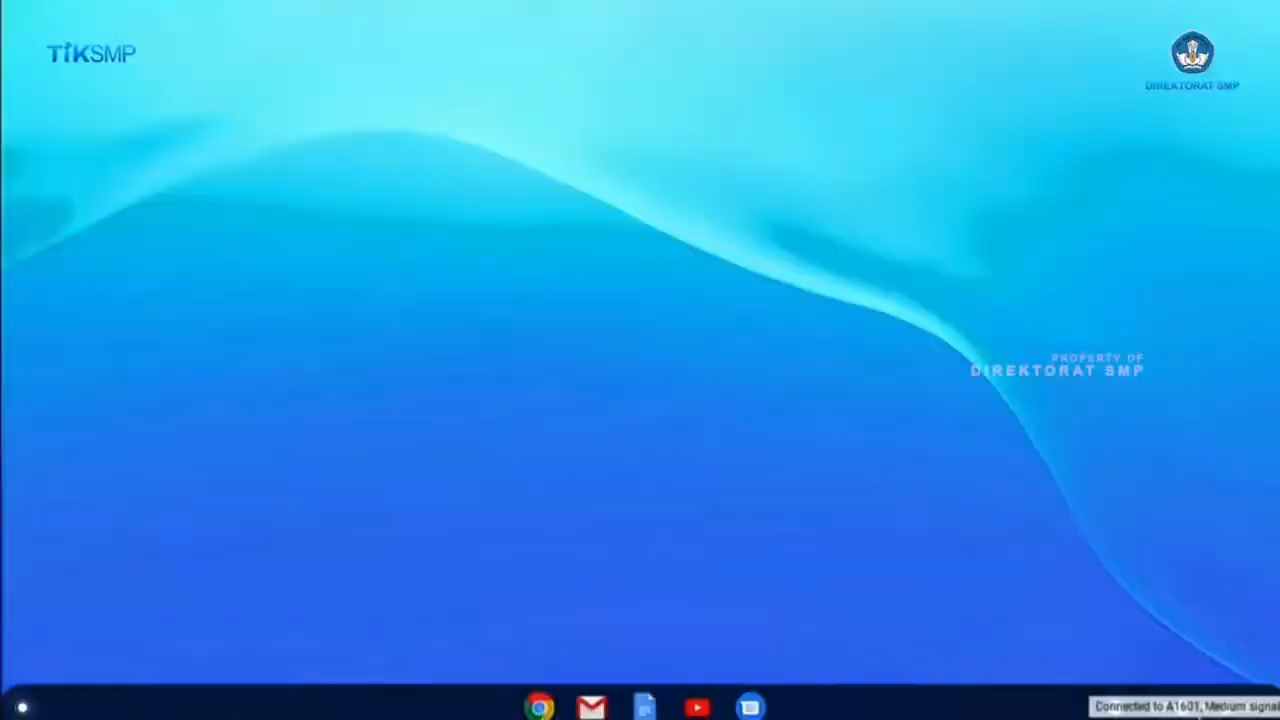 TIKSMP
DIREKTORAT SMP
PROPERTY OF
DIREKTORAT SMP
Connected to A1601, Medium signal